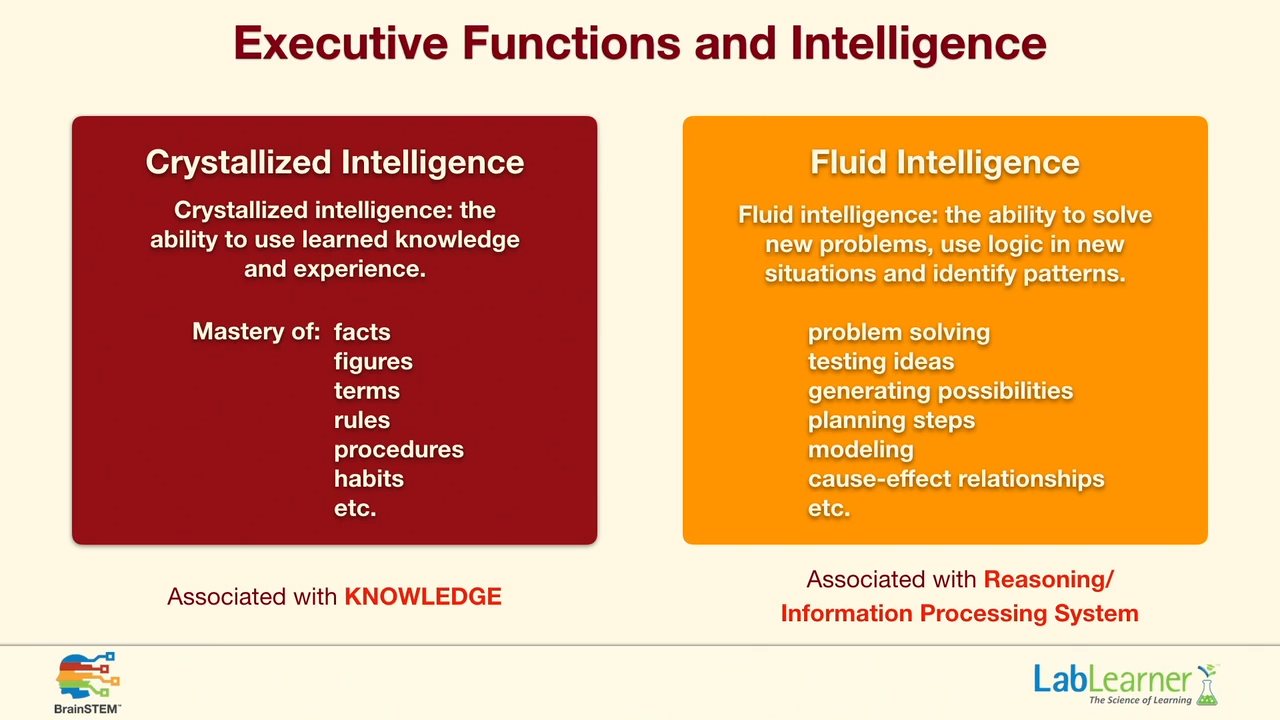 Executive Functions and Intelligence
Crystallized Intelligence
Crystallized intelligence: the
ability to use learned knowledge
and experience.
Mastery of: facts
figures
terms
rules
procedures
habits
etc.
Associated with KNOWLEDGE
Fluid Intelligence
Fluid intelligence: the ability to solve
new problems, use logic in new
situations and identify patterns.
problem solving
testing ideas
generating possibilities
planning steps
modeling
cause-effect relationships
etc.
Associated with Reasoning/
Information Processing System
BrainSTEM™
LabLearner
The Science of Learning